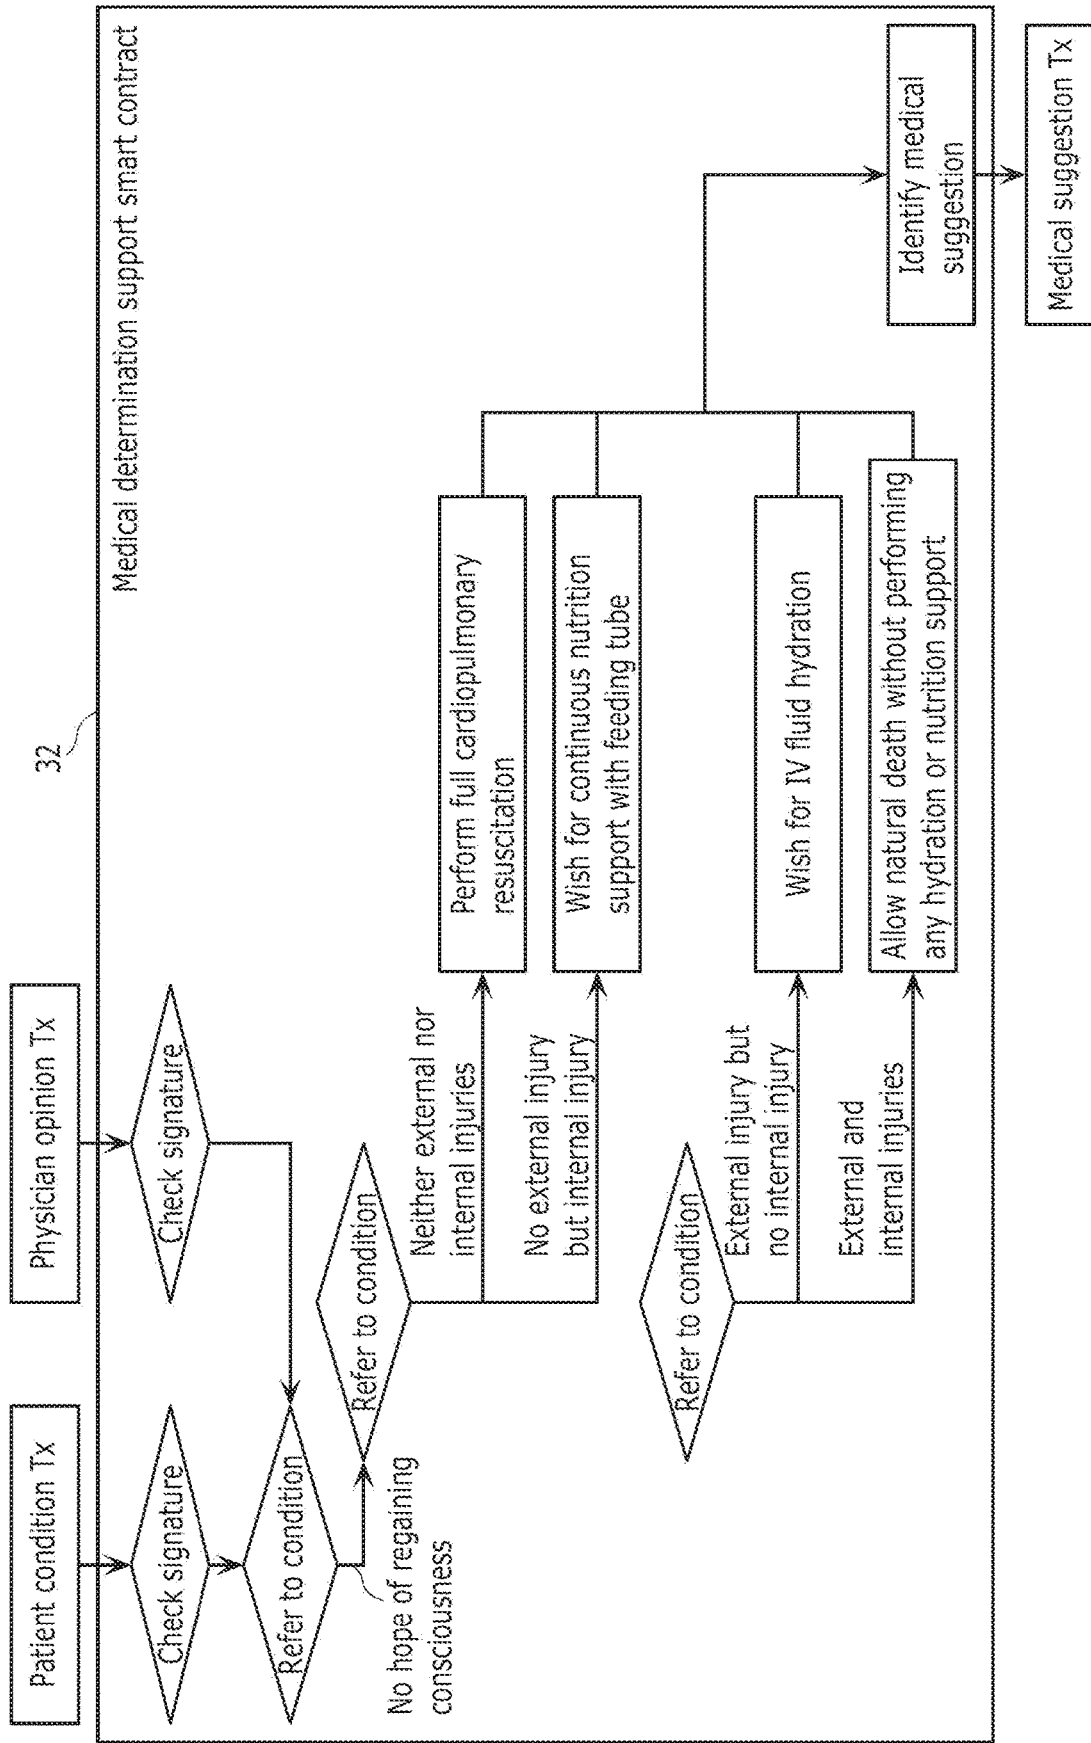 32
Medical determination support smart contract
Patient condition Tx
Physician opinion Tx
Check signature
Check signature
Refer to condition
No hope of regaining
consciousness
Refer to condition
Neither external nor
internal injuries
Perform full cardiopulmonary
resuscitation
No external injury
but internal injury
Wish for continuous nutrition
support with feeding tube
Refer to condition
External injury but
no internal injury
Wish for IV fluid hydration
External and
internal injuries
Allow natural death without performing
any hydration or nutrition support
Identify medical
suggestion
Medical suggestion Tx